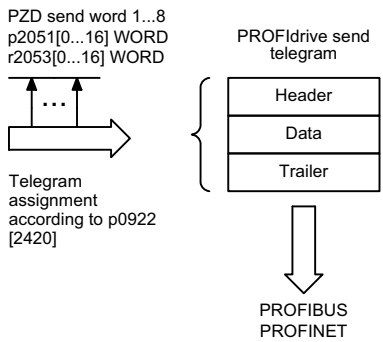 PZD send word 1...8
p2051[0...16] WORD
r2053[0...16] WORD
...
Telegram
assignment
according to p0922
[2420]
PROFIdrive send
telegram
Header
Data
Trailer
PROFIBUS
PROFINET